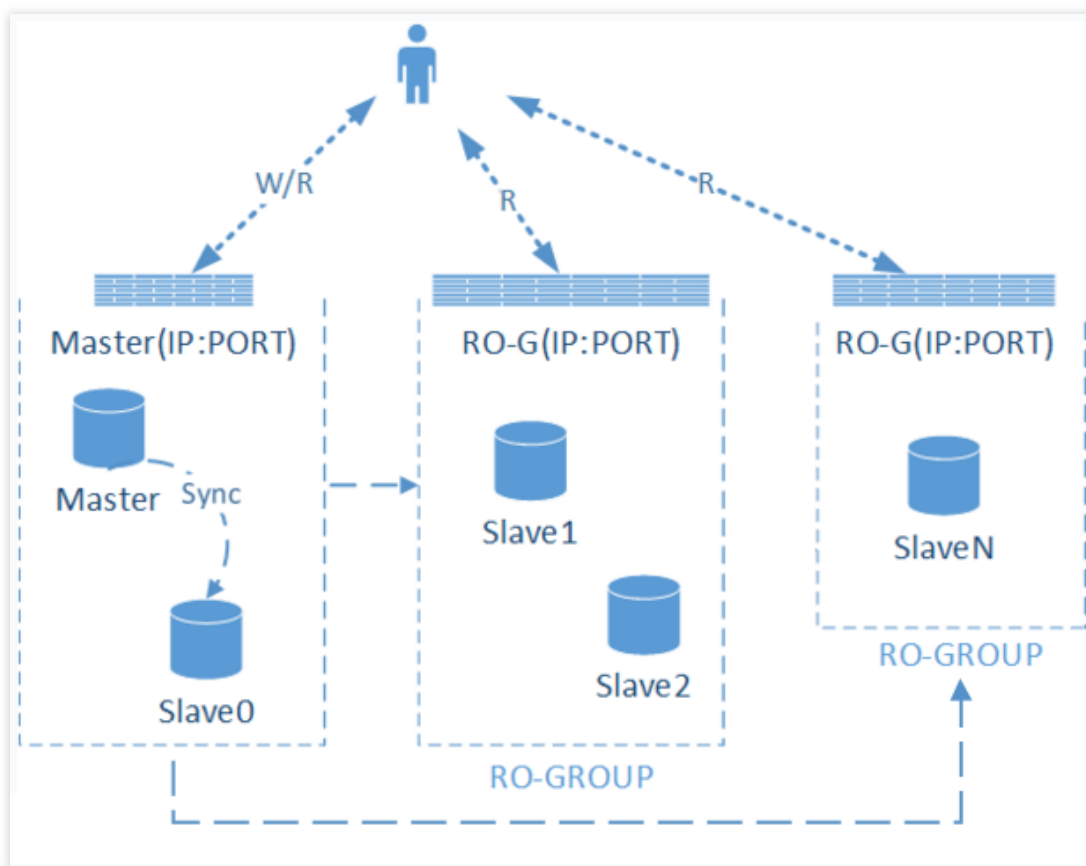 W/R
R
R
Master(IP:PORT)
RO-G(IP:PORT)
RO-G(IP:PORT)
Master
Sync
Slave0
Slave1
Slave2
RO-GROUP
SlaveN
RO-GROUP